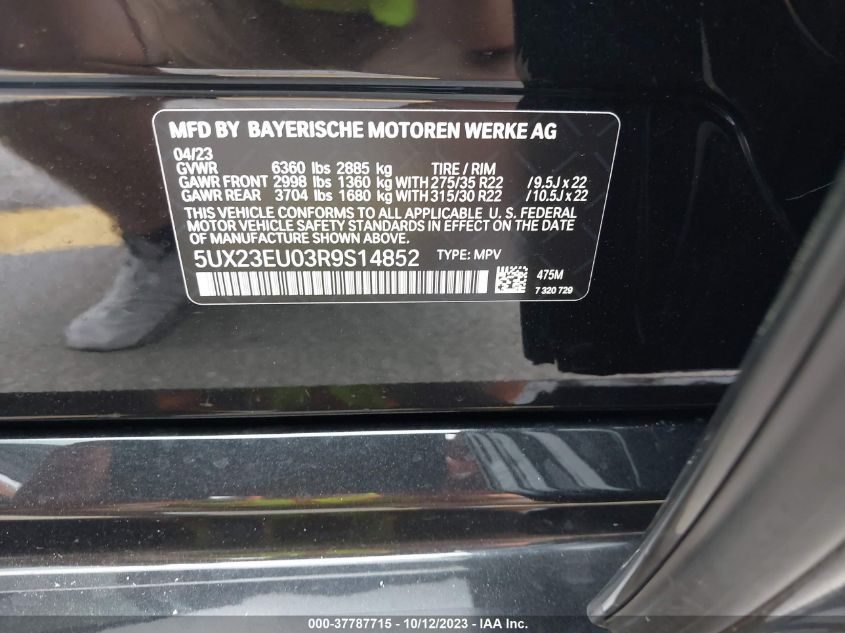 MFD BY BAYERISCHE MOTOREN WERKE AG
04/23
GVWR 6360 lbs 2885 kg TIRE / RIM
GAWR FRONT 2998 lbs 1360 kg WITH 275/35 R22 /9.5J x 22
GAWR REAR 3704 lbs 1680 kg WITH 315/30 R22 /10.5J x 22
THIS VEHICLE CONFORMS TO ALL APPLICABLE U. S. FEDERAL
MOTOR VEHICLE SAFETY STANDARDS IN EFFECT ON THE DATE
OF MANUFACTURE SHOWN ABOVE.
5UX23EU03R9S14852 TYPE: MPV
475M
7 320 729
000-37787715 - 10/12/2023 - IAA Inc.